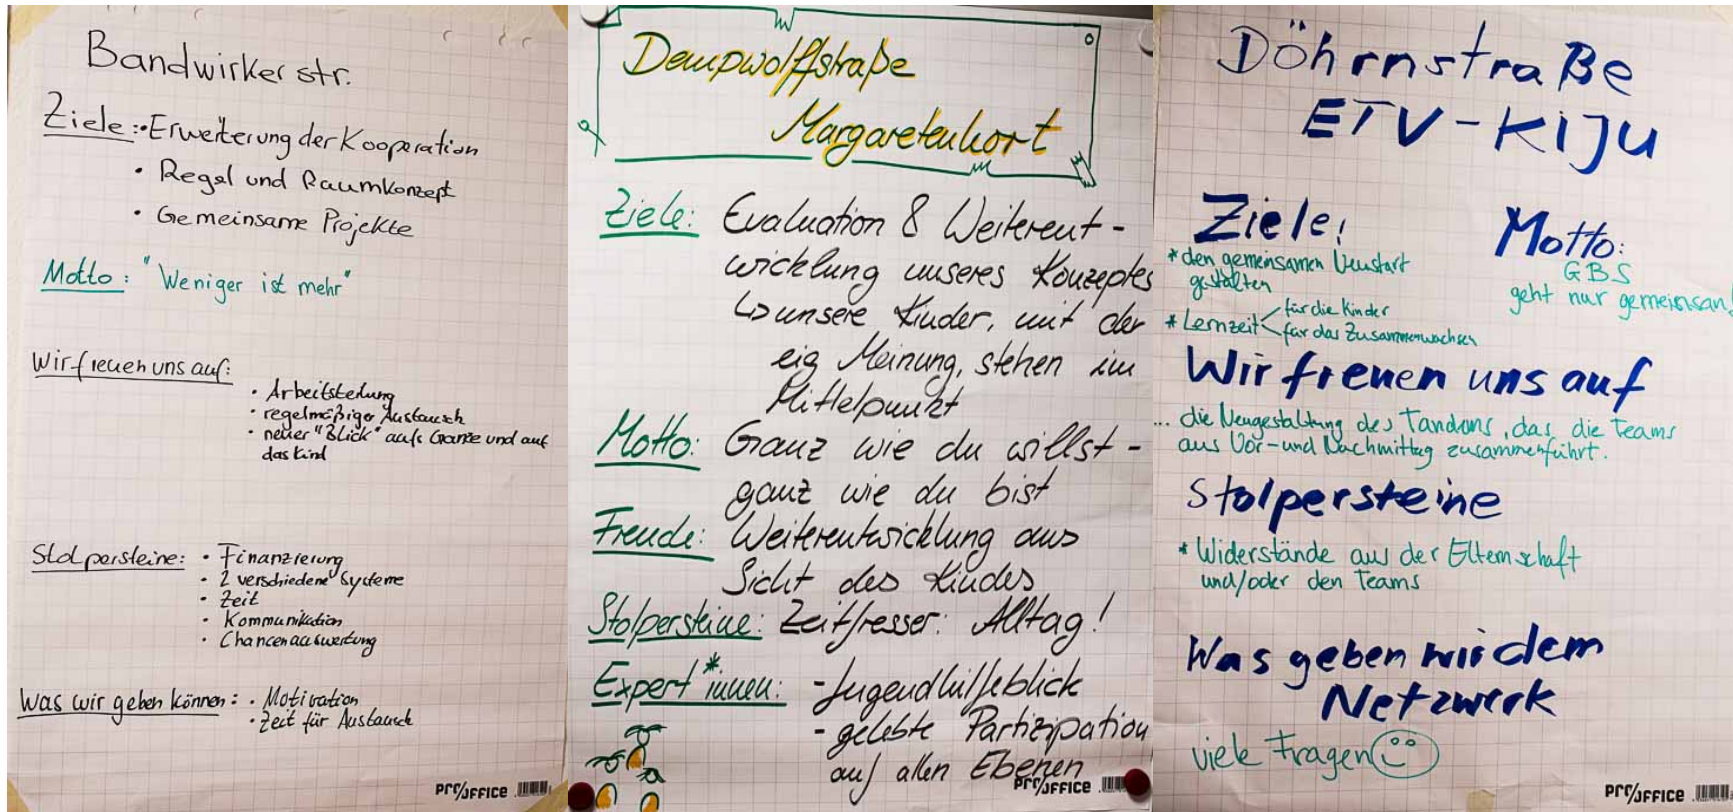 Bandwirkerstr.
Ziele: • Erweiterung der Kooperation
• Regel und Raumkonzept
• Gemeinsame Projekte
Motto: "Weniger ist mehr"
Wir freuen uns auf:
• Arbeitsteilung
• regelmäßiger Austausch
• neuer "Blick" aufs Ganze und auf
das Kind
Stolpersteine: • Finanzierung
• 2 verschiedene Systeme
• Zeit
• Kommunikation
• Chancenauswertung
Was wir geben können: • Motivation
• Zeit für Austausch
PRO/OFFICE
Dempwolffstraße
Margaretenhort
Ziele: Evaluation & Weiterent-
wicklung unseres Konzeptes
↳ unsere Kinder, mit der
eig Meinung, stehen im
Mittelpunkt
Motto: Ganz wie du willst -
ganz wie du bist
Freude: Weiterentwicklung aus
Sicht des Kindes
Stolpersteine: Zeitfresser: Alltag!
Expert*innen: - Jugendhilfeblick
- gelebte Partizipation
auf allen Ebenen
PRO/OFFICE
Döhrnstraße
ETV-KIJU
Ziele!
* den gemeinsamen Neustart
gestalten
* Lernzeit < für die Kinder
für das Zusammenwachsen
Motto:
GBS
geht nur gemeinsam!
Wir freuen uns auf
... die Neugestaltung des Tandems, das die Teams
aus Vor- und Nachmittag zusammenführt.
Stolpersteine
* Widerstände aus der Elternschaft
und/oder den Teams
Was geben wir dem
Netzwerk
viele Fragen
PRO/OFFICE